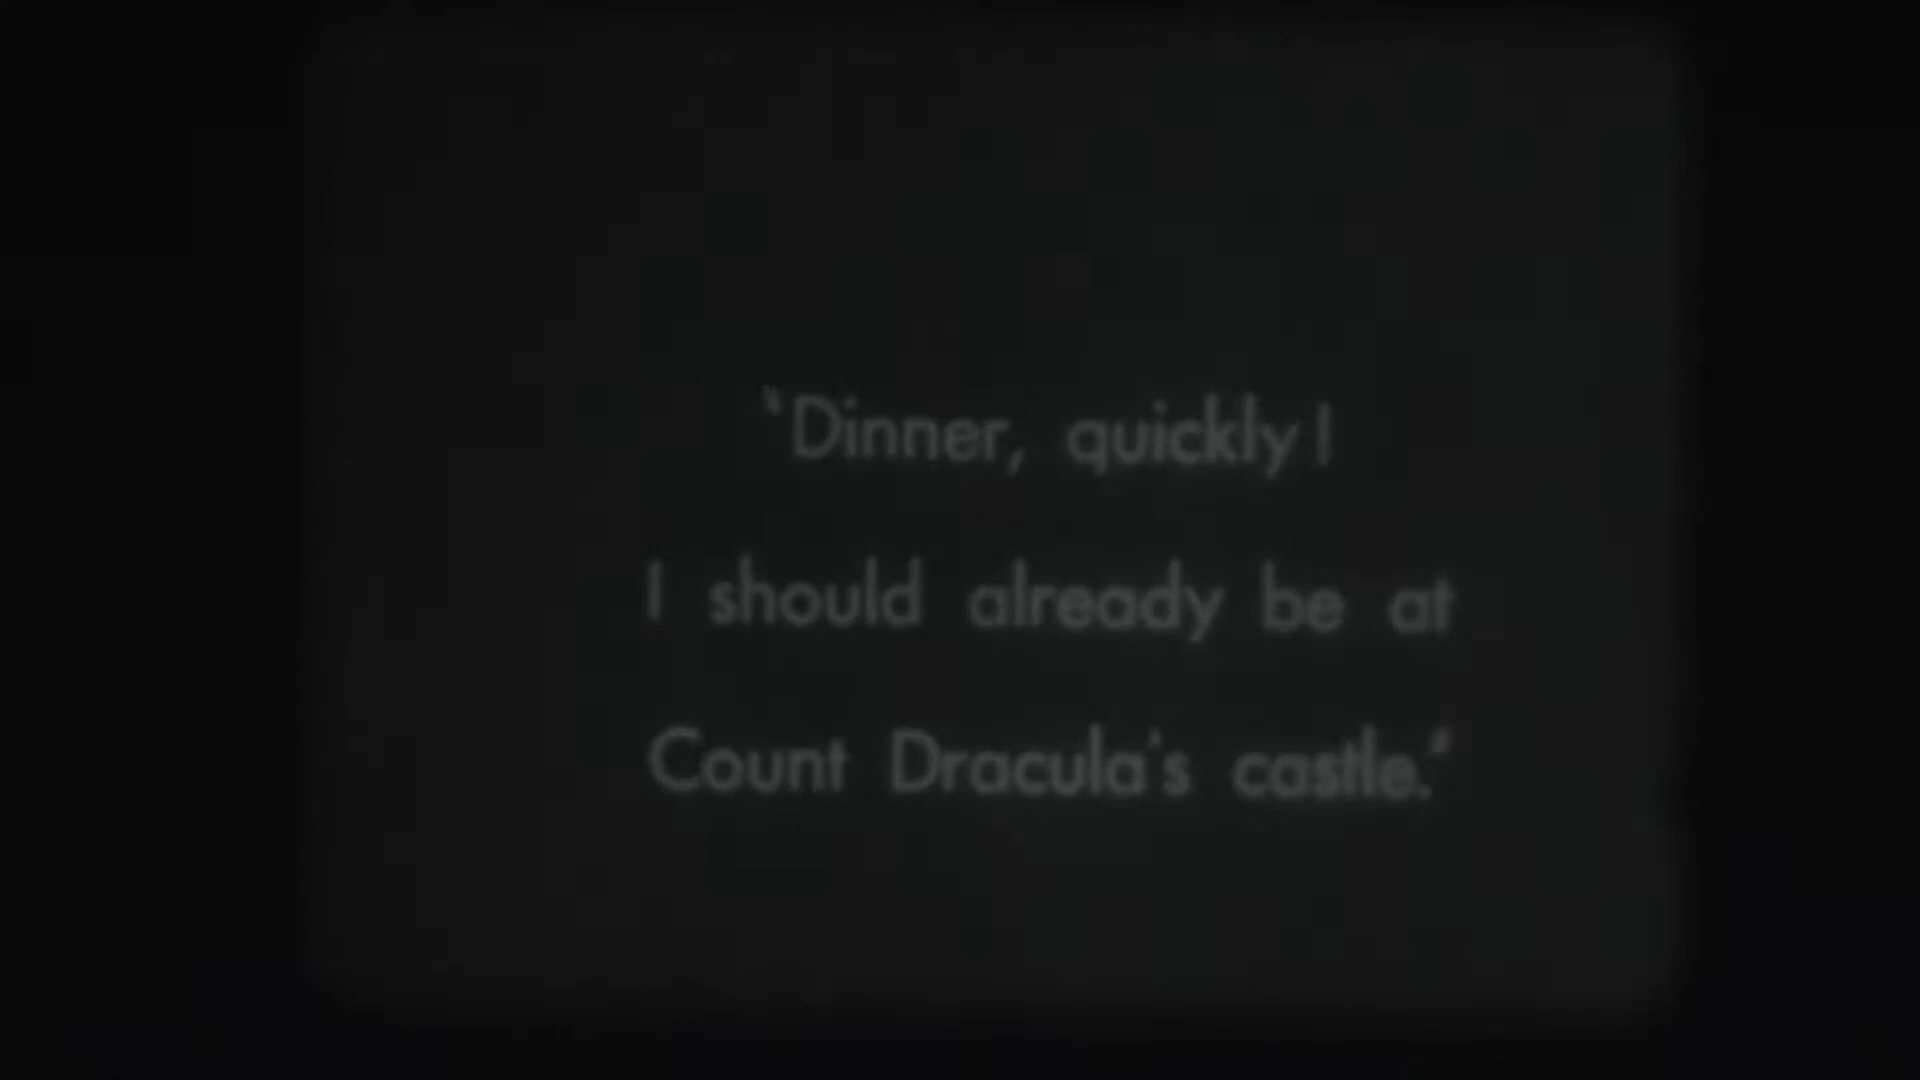 "Dinner, quickly!
I should already be at
Count Dracula's castle."